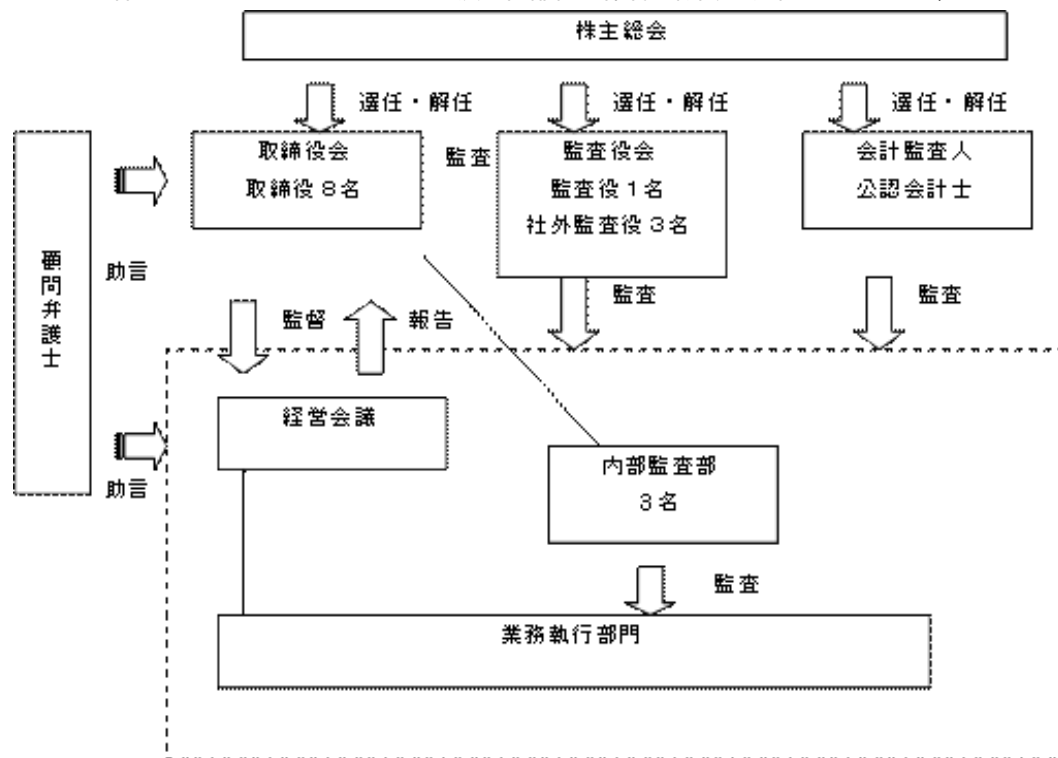 株主総会
選任・解任
選任・解任
選任・解任
取締役会
取締役8名
監査
監査役会
監査役1名
社外監査役3名
会計監査人
公認会計士
顧問弁護士
助言
監督
報告
監査
監査
経営会議
内部監査部
3名
助言
監査
業務執行部門